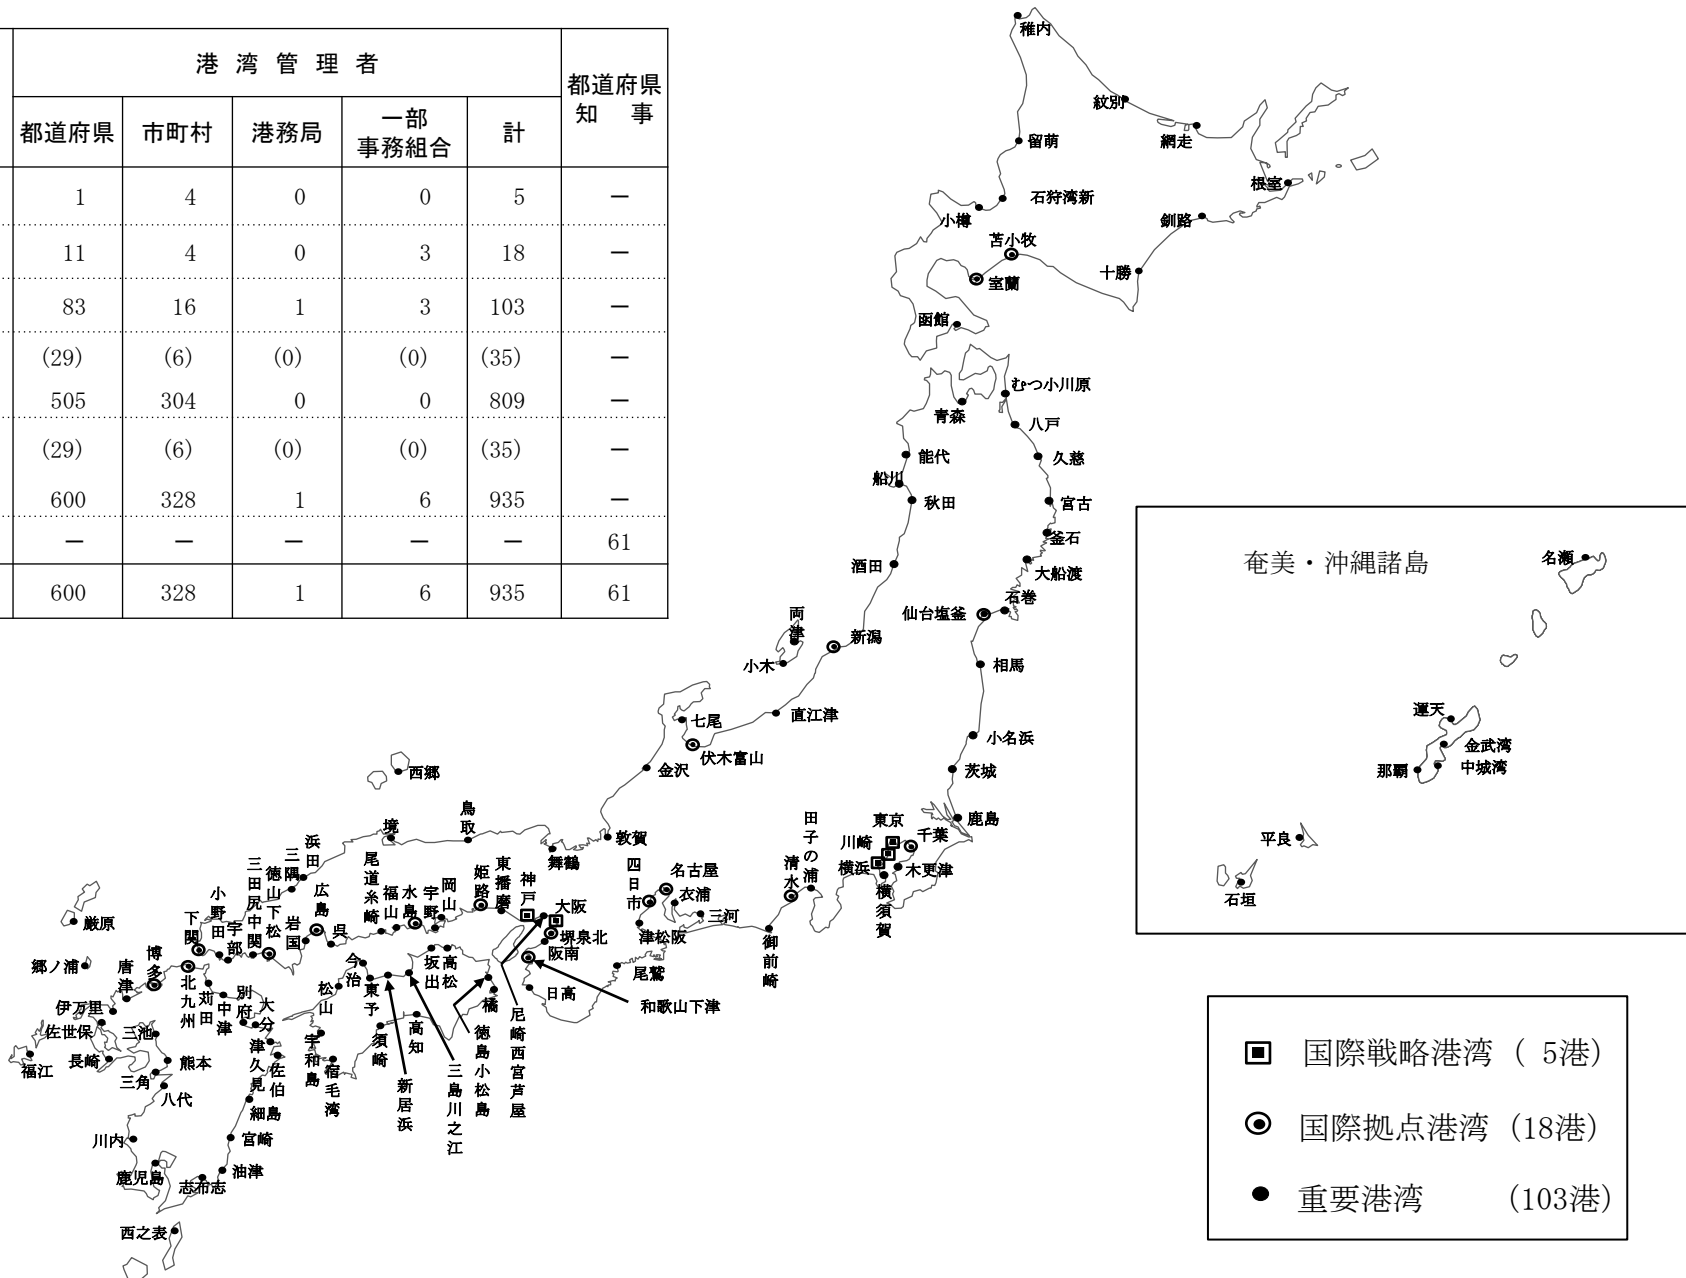 港湾管理者
都道府県知事
都道府県 市町村 港務局 一部事務組合 計
1 4 0 0 5 ―
11 4 0 3 18 ―
83 16 1 3 103 ―
(29) (6) (0) (0) (35) ―
505 304 0 0 809
(29) (6) (0) (0) (35) ―
600 328 1 6 935 ―
― ― ― ― ― 61
600 328 1 6 935 61
稚内
紋別
網走
留萌
根室
石狩湾新
小樽
釧路
苫小牧
室蘭
十勝
函館
むつ小川原
青森
八戸
能代
久慈
船川
秋田
宮古
釜石
酒田
大船渡
石巻
仙台塩釜
両津
新潟
小木
相馬
七尾
直江津
小名浜
伏木富山
金沢
茨城
西郷
鹿島
鳥取
境
敦賀
舞鶴
東京
千葉
川崎
横浜
木更津
横須賀
田子の浦
清水
御前崎
名古屋
四日市
衣浦
三河
津松阪
尾鷲
浜田
三隅
徳山下松
三田尻中関
宇部
小野田
下関
岩国
広島
呉
尾道糸崎
福山
水島
宇野
岡山
姫路
東播磨
神戸
大阪
堺泉北
阪南
日高
和歌山下津
尼崎西宮芦屋
徳島小松島
橘
三島川之江
新居浜
高松
坂出
今治
東予
松山
高知
須崎
宇和島
宿毛湾
厳原
郷ノ浦
博多
唐津
伊万里
佐世保
長崎
福江
北九州
苅田
中津
別府
大分
津久見
佐伯
細島
宮崎
油津
志布志
三池
熊本
三角
八代
川内
鹿児島
西之表
奄美・沖縄諸島
名瀬
運天
金武湾
中城湾
那覇
平良
石垣
国際戦略港湾 ( 5港)
国際拠点港湾 (18港)
重要港湾 (103港)